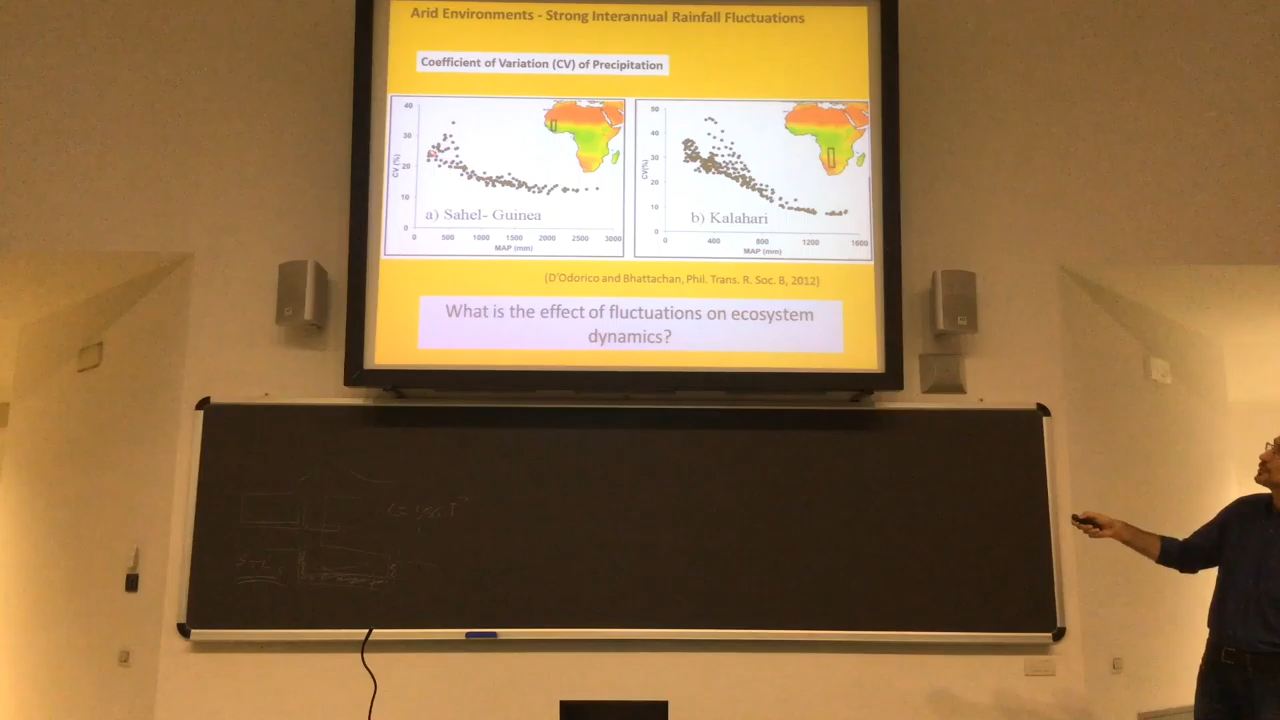 Arid Environments - Strong Interannual Rainfall Fluctuations
Coefficient of Variation (CV) of Precipitation
40
30
20
10
0
CV (%)
a) Sahel- Guinea
0 500 1000 1500 2000 2500 3000
MAP (mm)
50
40
30
20
10
0
CV(%)
b) Kalahari
0 400 800 1200 1600
MAP (mm)
(D'Odorico and Bhattachan, Phil. Trans. R. Soc. B, 2012)
What is the effect of fluctuations on ecosystem
dynamics?